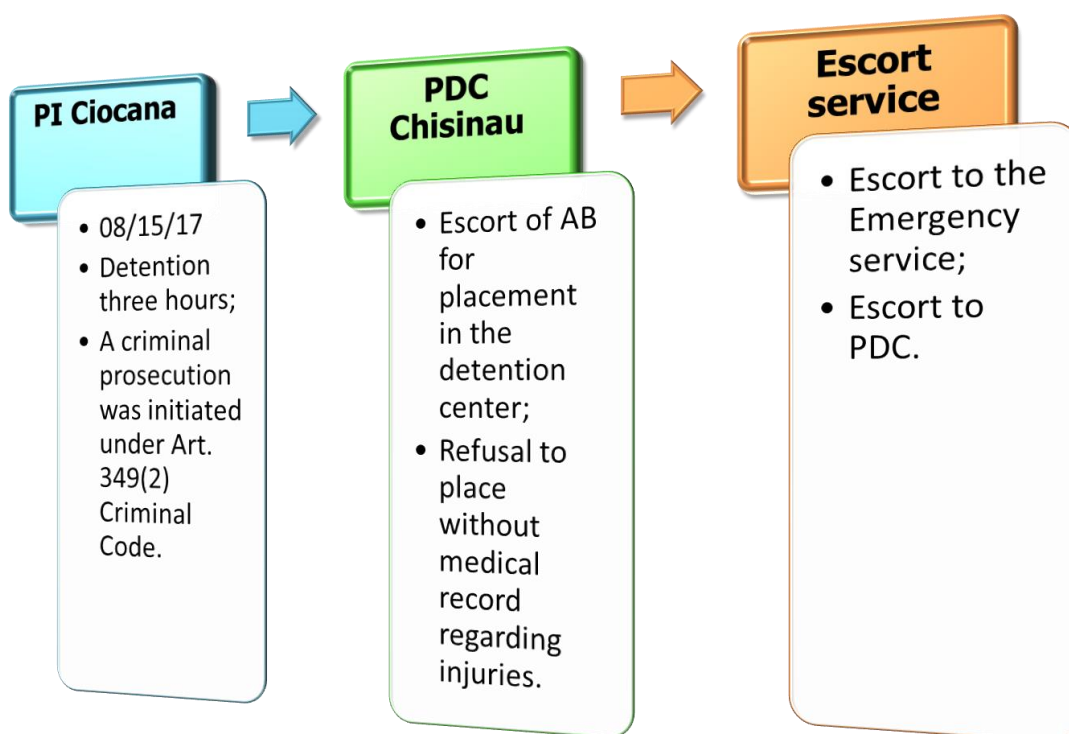 PI Ciocana
• 08/15/17
• Detention
three hours;
• A criminal
prosecution
was initiated
under Art.
349(2)
Criminal
Code.
PDC
Chisinau
• Escort of AB
for
placement
in the
detention
center;
• Refusal to
place
without
medical
record
regarding
injuries.
Escort
service
• Escort to the
Emergency
service;
• Escort to
PDC.